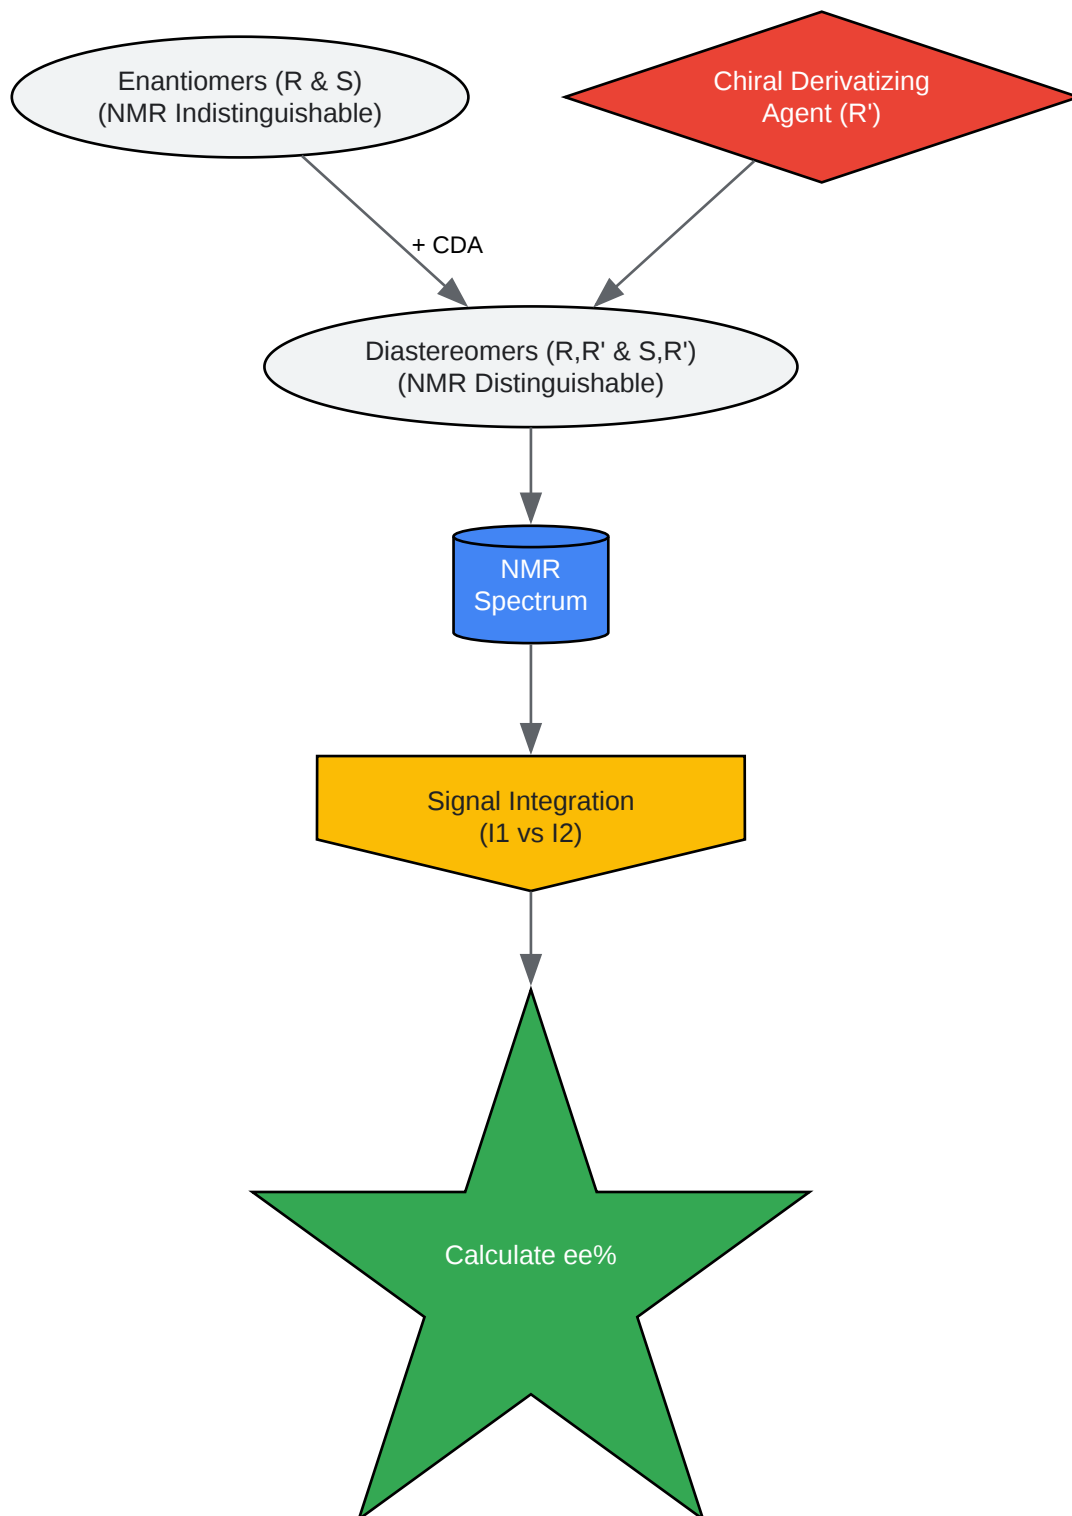 Enantiomers (R & S)
(NMR Indistinguishable)
Chiral Derivatizing
Agent (R')
+ CDA
Diastereomers (R,R' & S,R')
(NMR Distinguishable)
NMR
Spectrum
Signal Integration
(I1 vs I2)
Calculate ee%